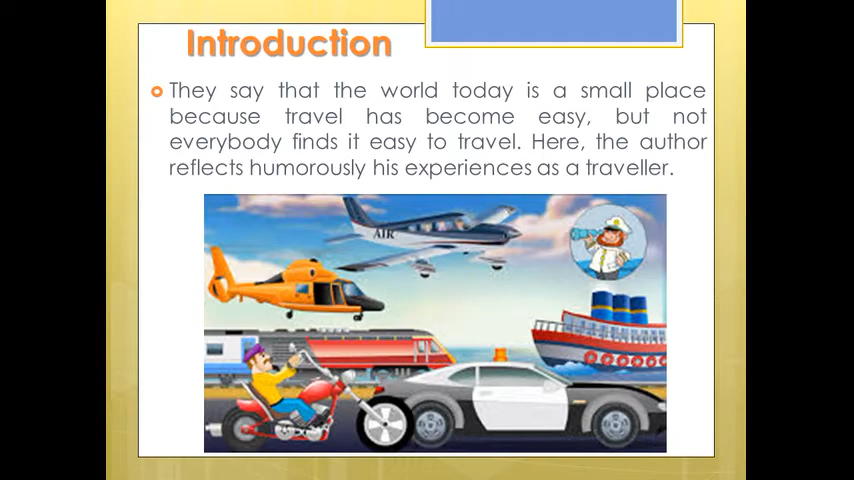 Introduction
They say that the world today is a small place
because travel has become easy, but not
everybody finds it easy to travel. Here, the author
reflects humorously his experiences as a traveller.
AIR